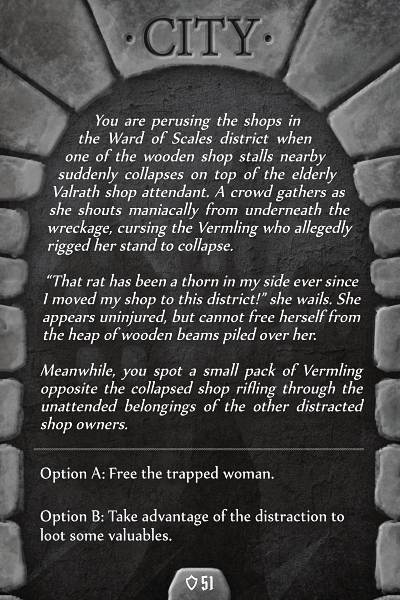 · CITY ·
You are perusing the shops in
the Ward of Scales district when
one of the wooden shop stalls nearby
suddenly collapses on top of the elderly
Valrath shop attendant. A crowd gathers as
she shouts maniacally from underneath the
wreckage, cursing the Vermling who allegedly
rigged her stand to collapse.
“That rat has been a thorn in my side ever since
I moved my shop to this district!” she wails. She
appears uninjured, but cannot free herself from
the heap of wooden beams piled over her.
Meanwhile, you spot a small pack of Vermling
opposite the collapsed shop rifling through the
unattended belongings of the other distracted
shop owners.
Option A: Free the trapped woman.
Option B: Take advantage of the distraction to
loot some valuables.
51